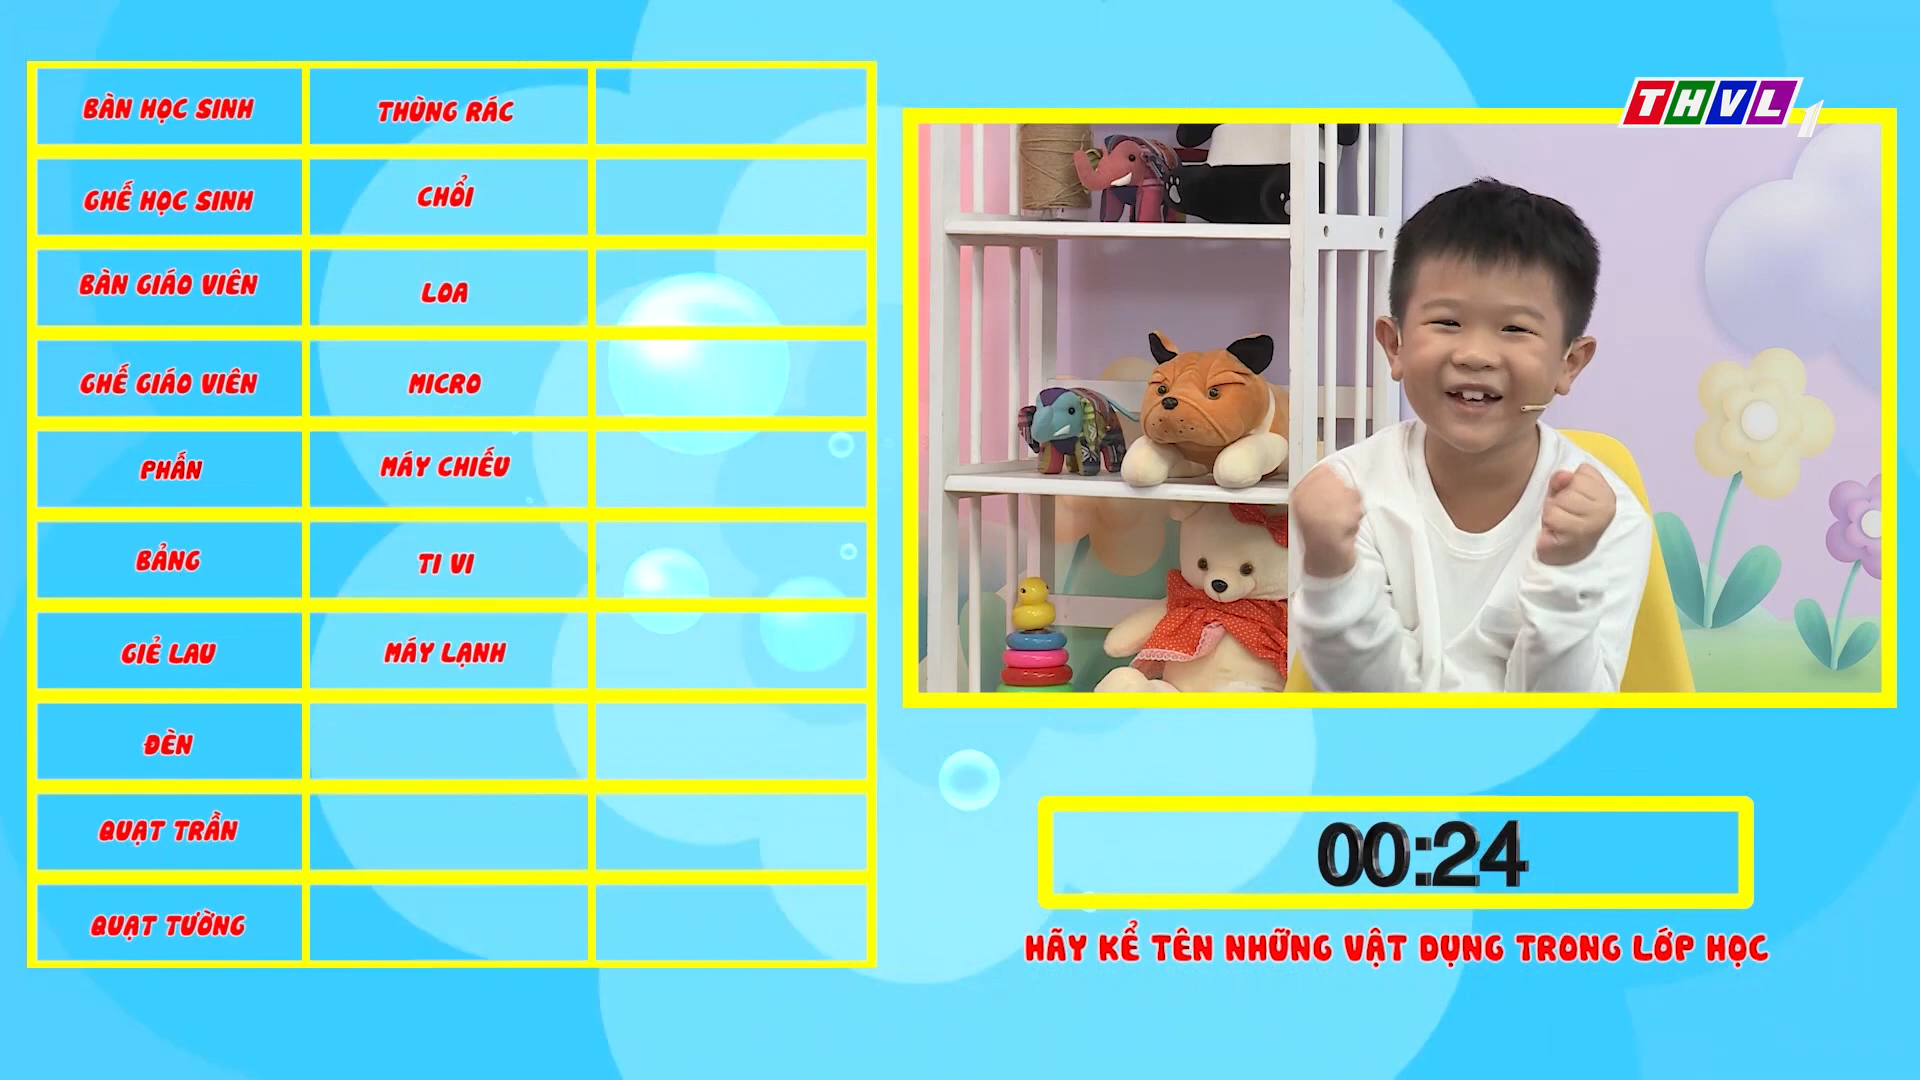 BÀN HỌC SINH
GHẾ HỌC SINH
BÀN GIÁO VIÊN
GHẾ GIÁO VIÊN
PHẤN
BẢNG
GIẺ LAU
ĐÈN
QUẠT TRẦN
QUẠT TƯỜNG
THÙNG RÁC
CHỔI
LOA
MICRO
MÁY CHIẾU
TI VI
MÁY LẠNH
THVL1
00:24
HÃY KỂ TÊN NHỮNG VẬT DỤNG TRONG LỚP HỌC